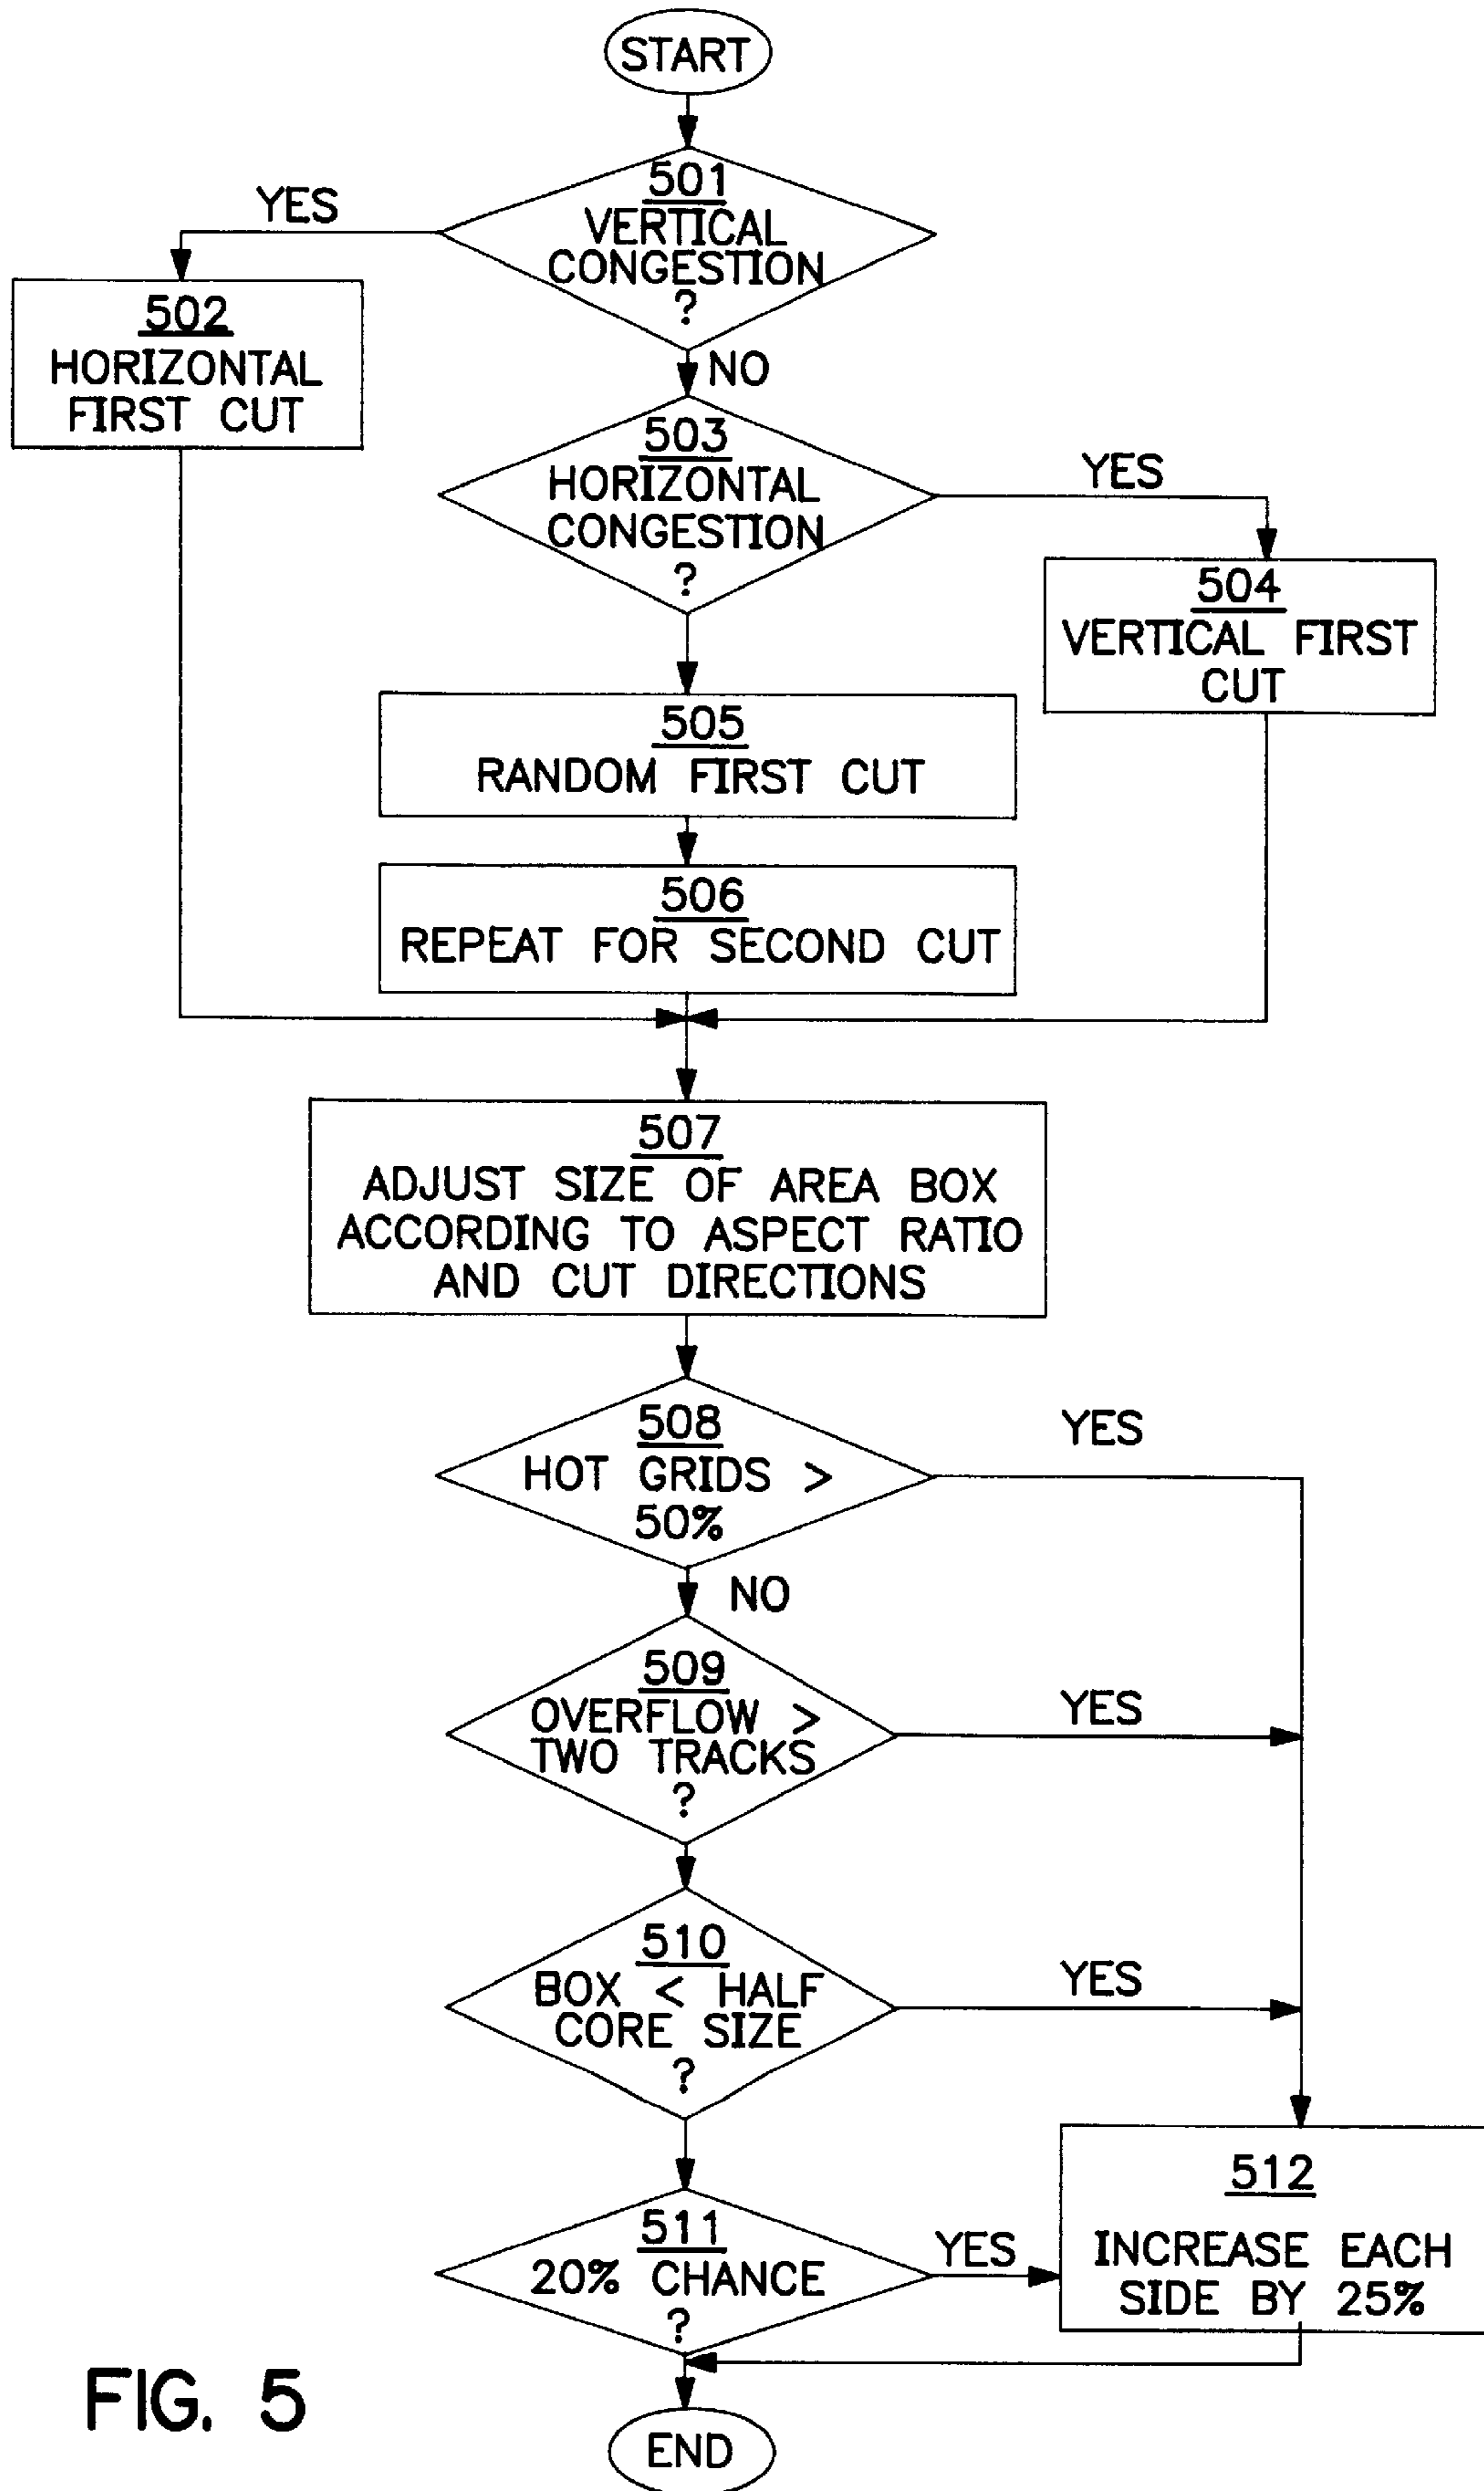 START
501
VERTICAL
CONGESTION
?
YES
NO
502
HORIZONTAL
FIRST CUT
503
HORIZONTAL
CONGESTION
?
YES
504
VERTICAL FIRST
CUT
505
RANDOM FIRST CUT
506
REPEAT FOR SECOND CUT
507
ADJUST SIZE OF AREA BOX
ACCORDING TO ASPECT RATIO
AND CUT DIRECTIONS
508
HOT GRIDS >
50%
YES
NO
509
OVERFLOW >
TWO TRACKS
?
YES
510
BOX < HALF
CORE SIZE
?
YES
511
20% CHANCE
?
YES
512
INCREASE EACH
SIDE BY 25%
END
FIG. 5